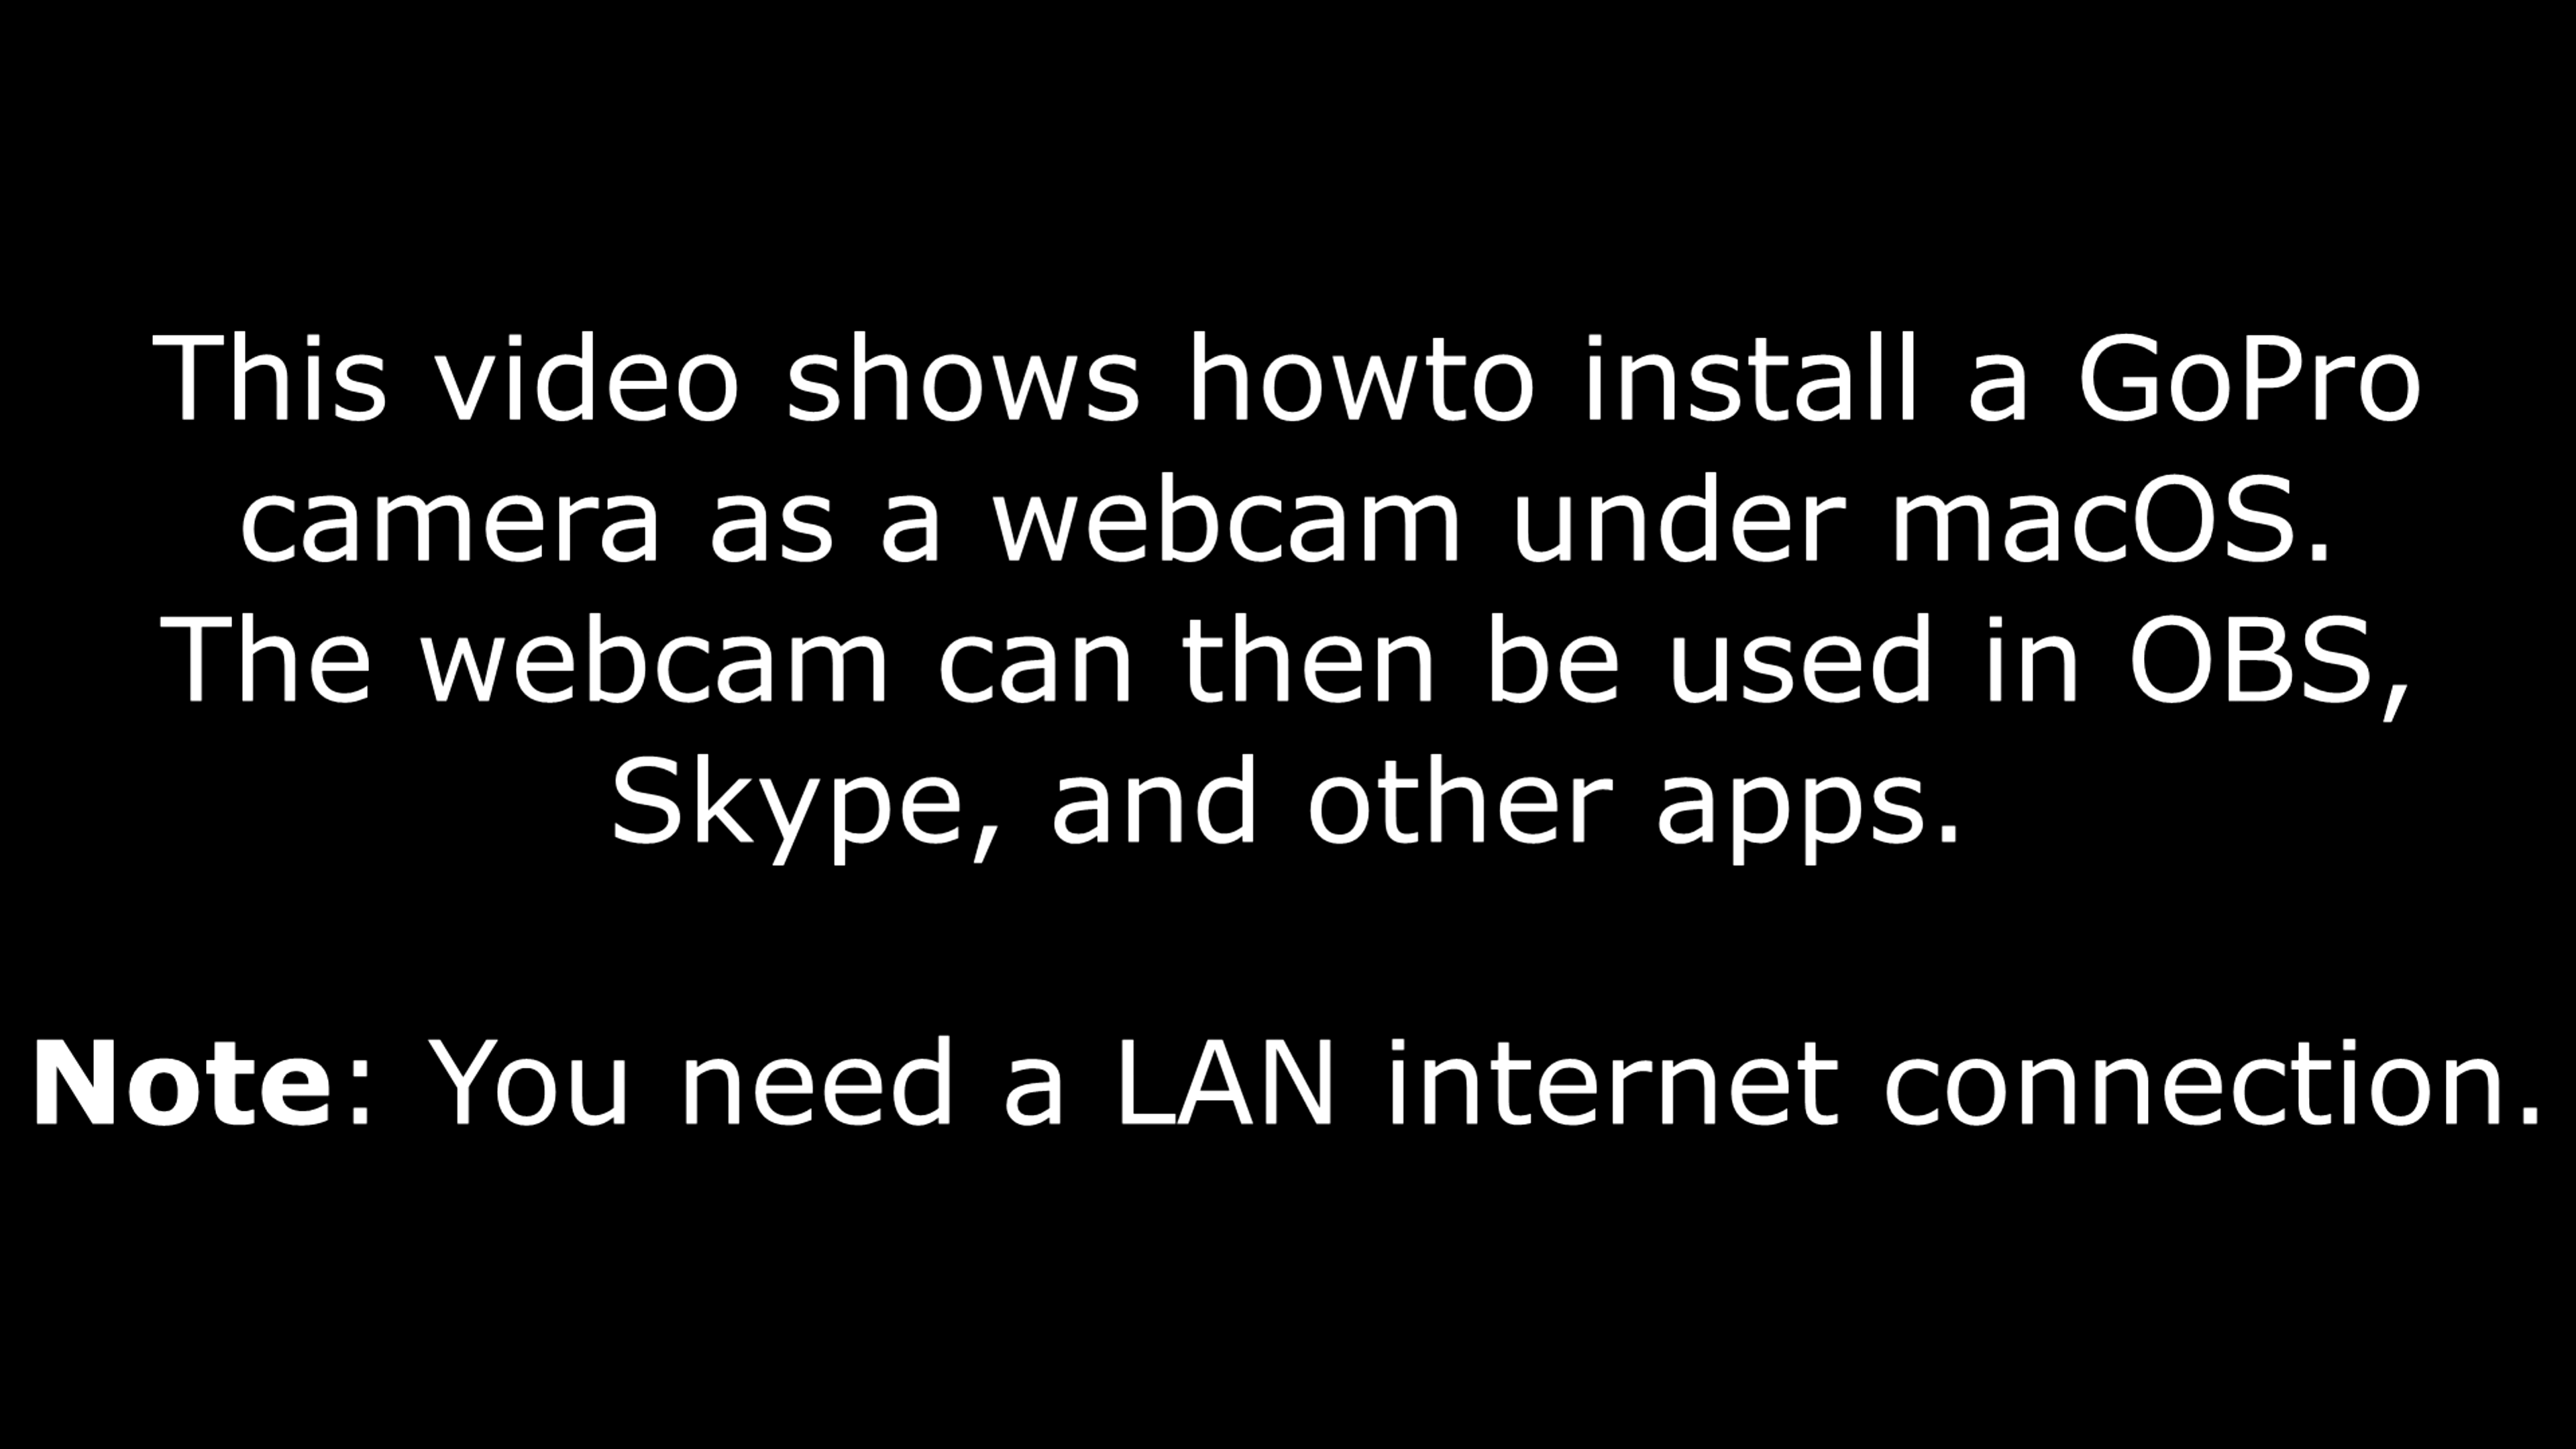 This video shows howto install a GoPro
camera as a webcam under macOS.
The webcam can then be used in OBS,
Skype, and other apps.
Note: You need a LAN internet connection.